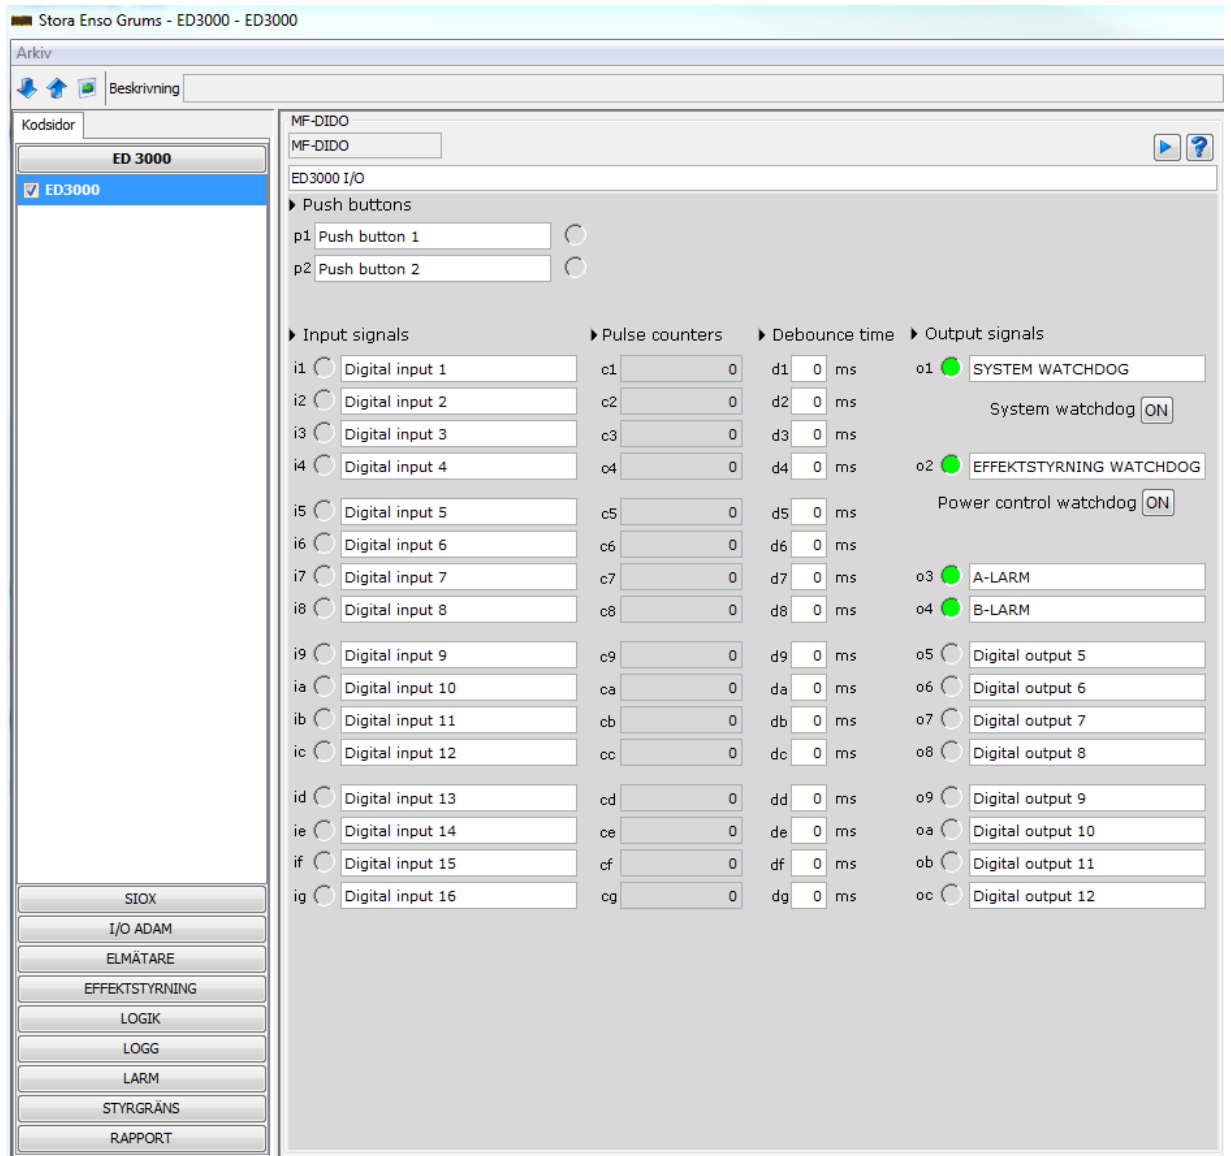 Stora Enso Grums - ED3000 - ED3000
Arkiv
Beskrivning
Kodsidor
ED 3000
ED3000
SIOX
I/O ADAM
ELMÄTARE
EFFEKTSTYRNING
LOGIK
LOGG
LARM
STYRGRÄNS
RAPPORT
MF-DIDO
MF-DIDO
ED3000 I/O
Push buttons
p1 Push button 1
p2 Push button 2
Input signals Pulse counters Debounce time Output signals
i1 Digital input 1 c1 0 d1 0 ms o1 SYSTEM WATCHDOG
i2 Digital input 2 c2 0 d2 0 ms System watchdog ON
i3 Digital input 3 c3 0 d3 0 ms
i4 Digital input 4 c4 0 d4 0 ms o2 EFFEKTSTYRNING WATCHDOG
i5 Digital input 5 c5 0 d5 0 ms Power control watchdog ON
i6 Digital input 6 c6 0 d6 0 ms
i7 Digital input 7 c7 0 d7 0 ms o3 A-LARM
i8 Digital input 8 c8 0 d8 0 ms o4 B-LARM
i9 Digital input 9 c9 0 d9 0 ms o5 Digital output 5
ia Digital input 10 ca 0 da 0 ms o6 Digital output 6
ib Digital input 11 cb 0 db 0 ms o7 Digital output 7
ic Digital input 12 cc 0 dc 0 ms o8 Digital output 8
id Digital input 13 cd 0 dd 0 ms o9 Digital output 9
ie Digital input 14 ce 0 de 0 ms oa Digital output 10
if Digital input 15 cf 0 df 0 ms ob Digital output 11
ig Digital input 16 cg 0 dg 0 ms oc Digital output 12